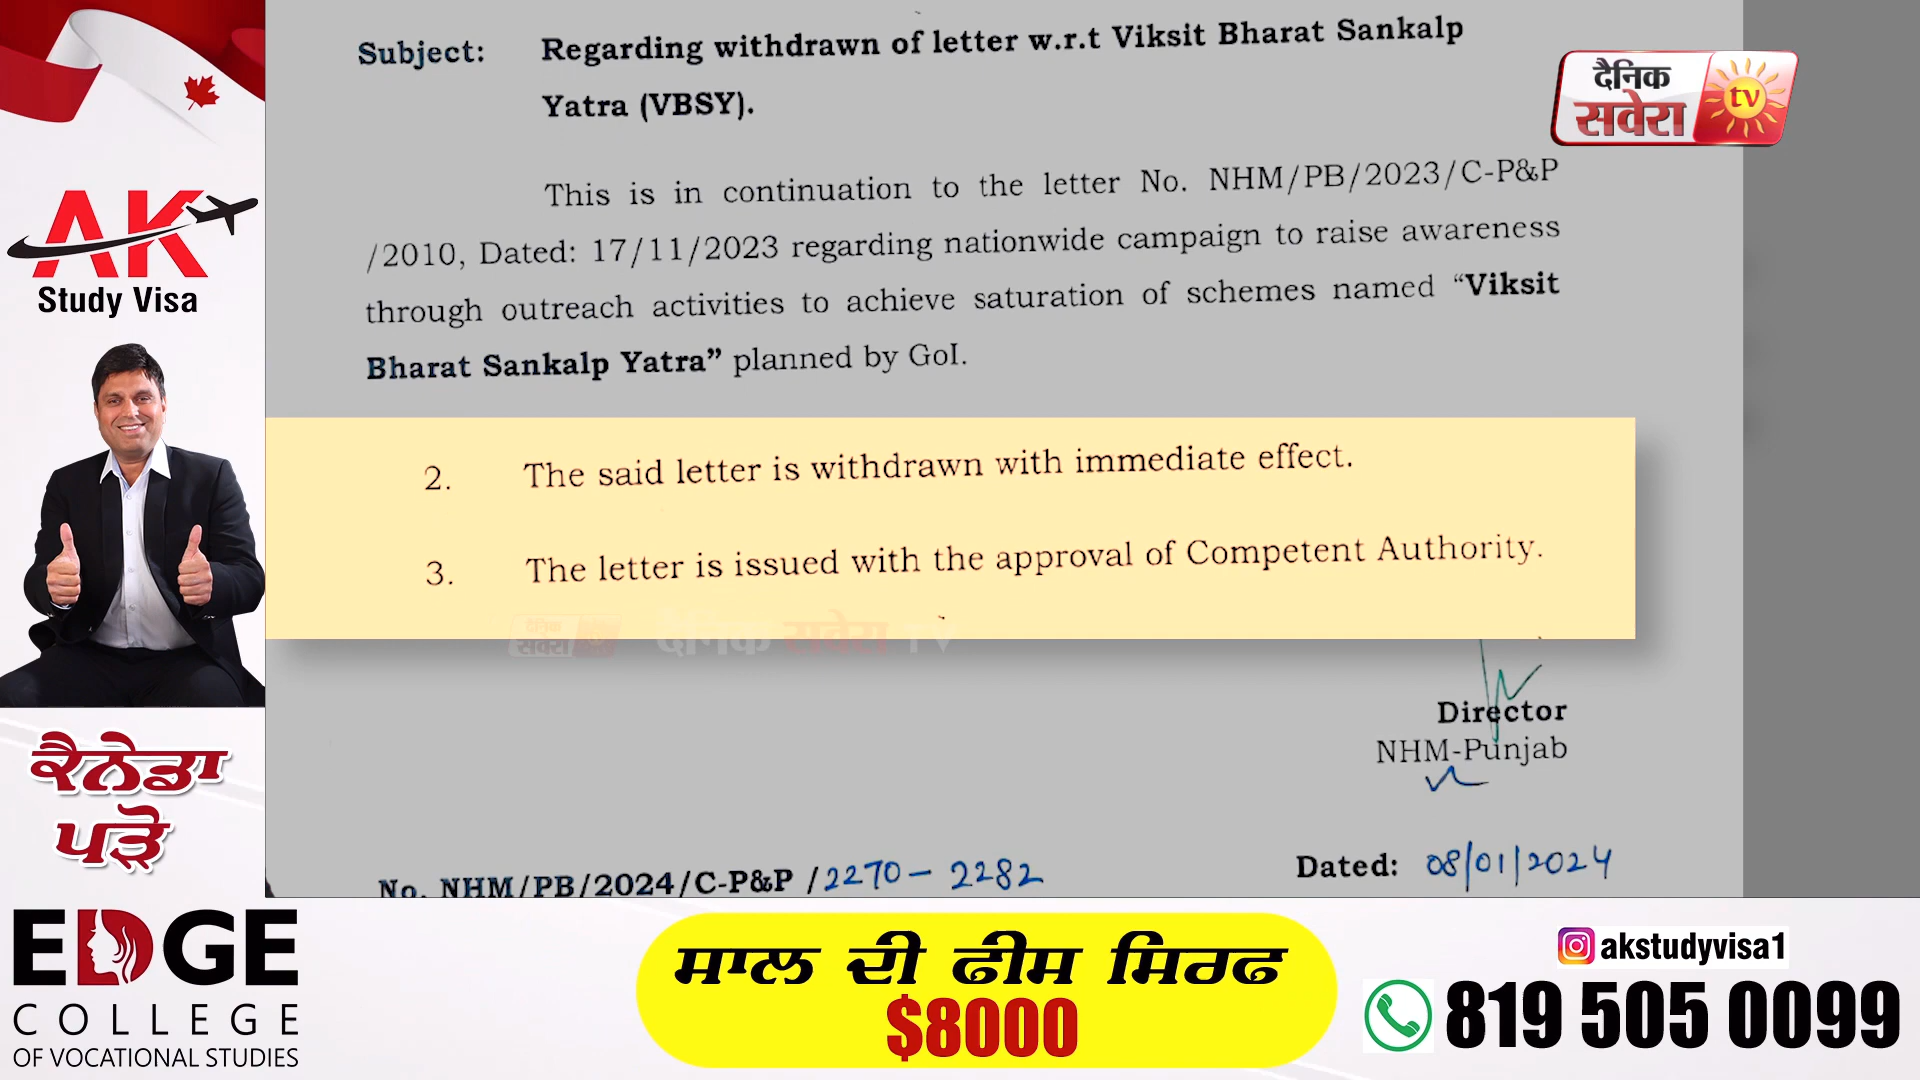 Subject: Regarding withdrawn of letter w.r.t Viksit Bharat Sankalp
Yatra (VBSY).
This is in continuation to the letter No. NHM/PB/2023/C-P&P
/2010, Dated: 17/11/2023 regarding nationwide campaign to raise awareness
through outreach activities to achieve saturation of schemes named “Viksit
Bharat Sankalp Yatra” planned by GoI.
2. The said letter is withdrawn with immediate effect.
3. The letter is issued with the approval of Competent Authority.
Director
NHM-Punjab
No. NHM/PB/2024/C-P&P /2270-2282
Dated: 08/01/2024
दैनिक
सवेरा
tv
दैनिक सवेरा TV
AK
Study Visa
ਕੈਨੇਡਾ
ਪੜੋ
EDGE
COLLEGE
OF VOCATIONAL STUDIES
ਸਾਲ ਦੀ ਫੀਸ ਸਿਰਫ
$8000
akstudyvisa1
819 505 0099